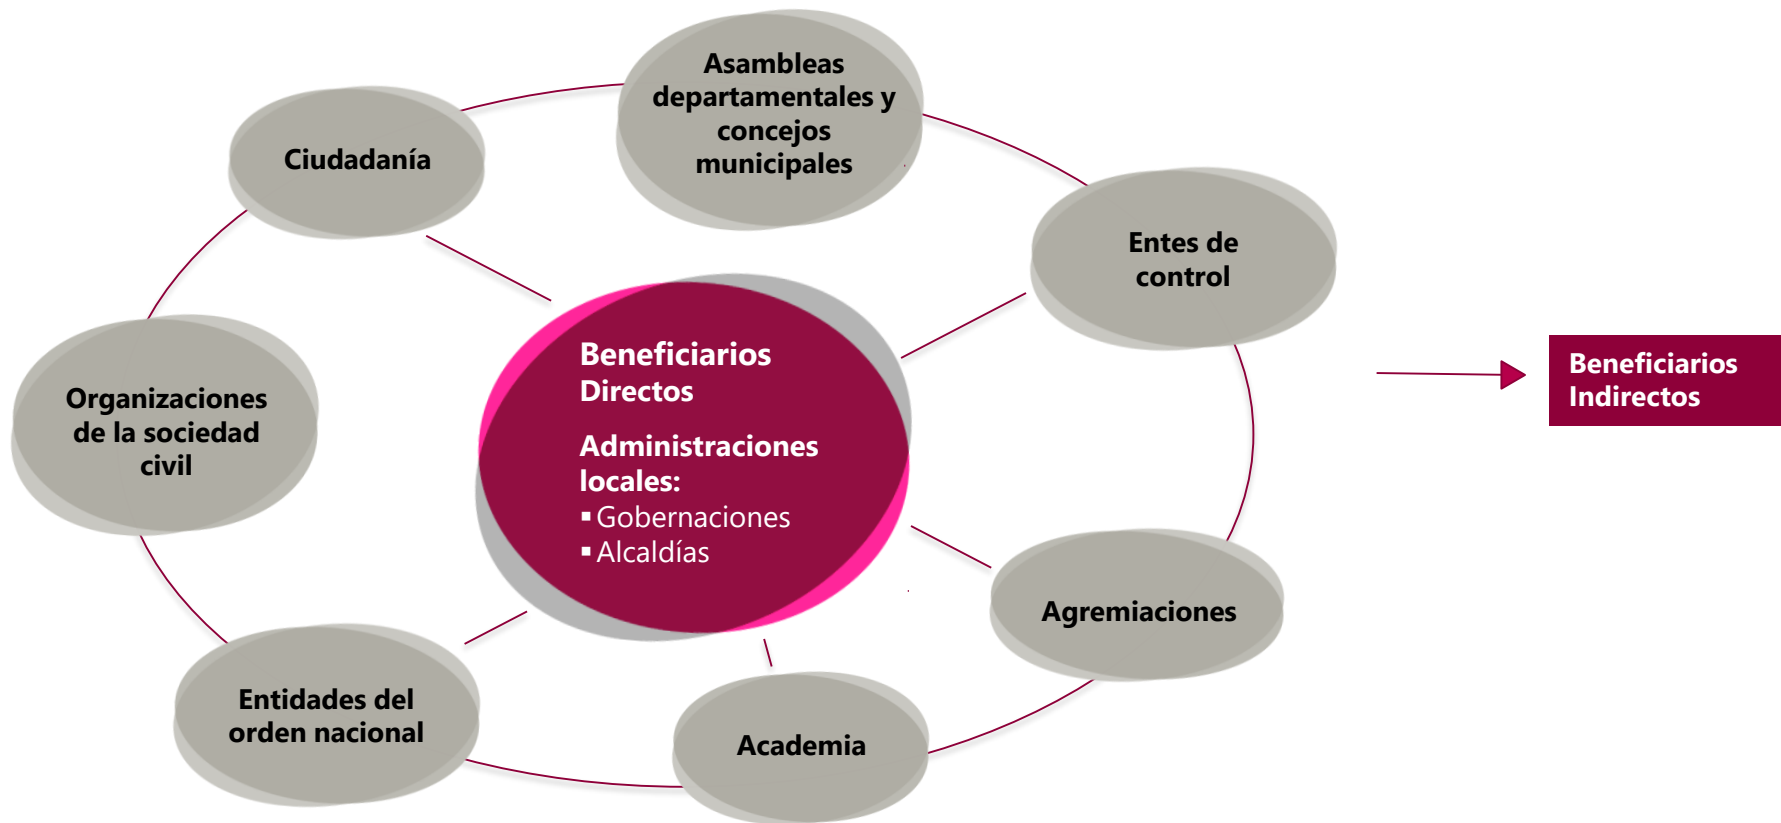 Asambleas
departamentales y
concejos
municipales
Ciudadanía
Entes de
control
Beneficiarios
Directos
Administraciones
locales:
▪ Gobernaciones
▪ Alcaldías
Beneficiarios
Indirectos
Organizaciones
de la sociedad
civil
Agremiaciones
Entidades del
orden nacional
Academia